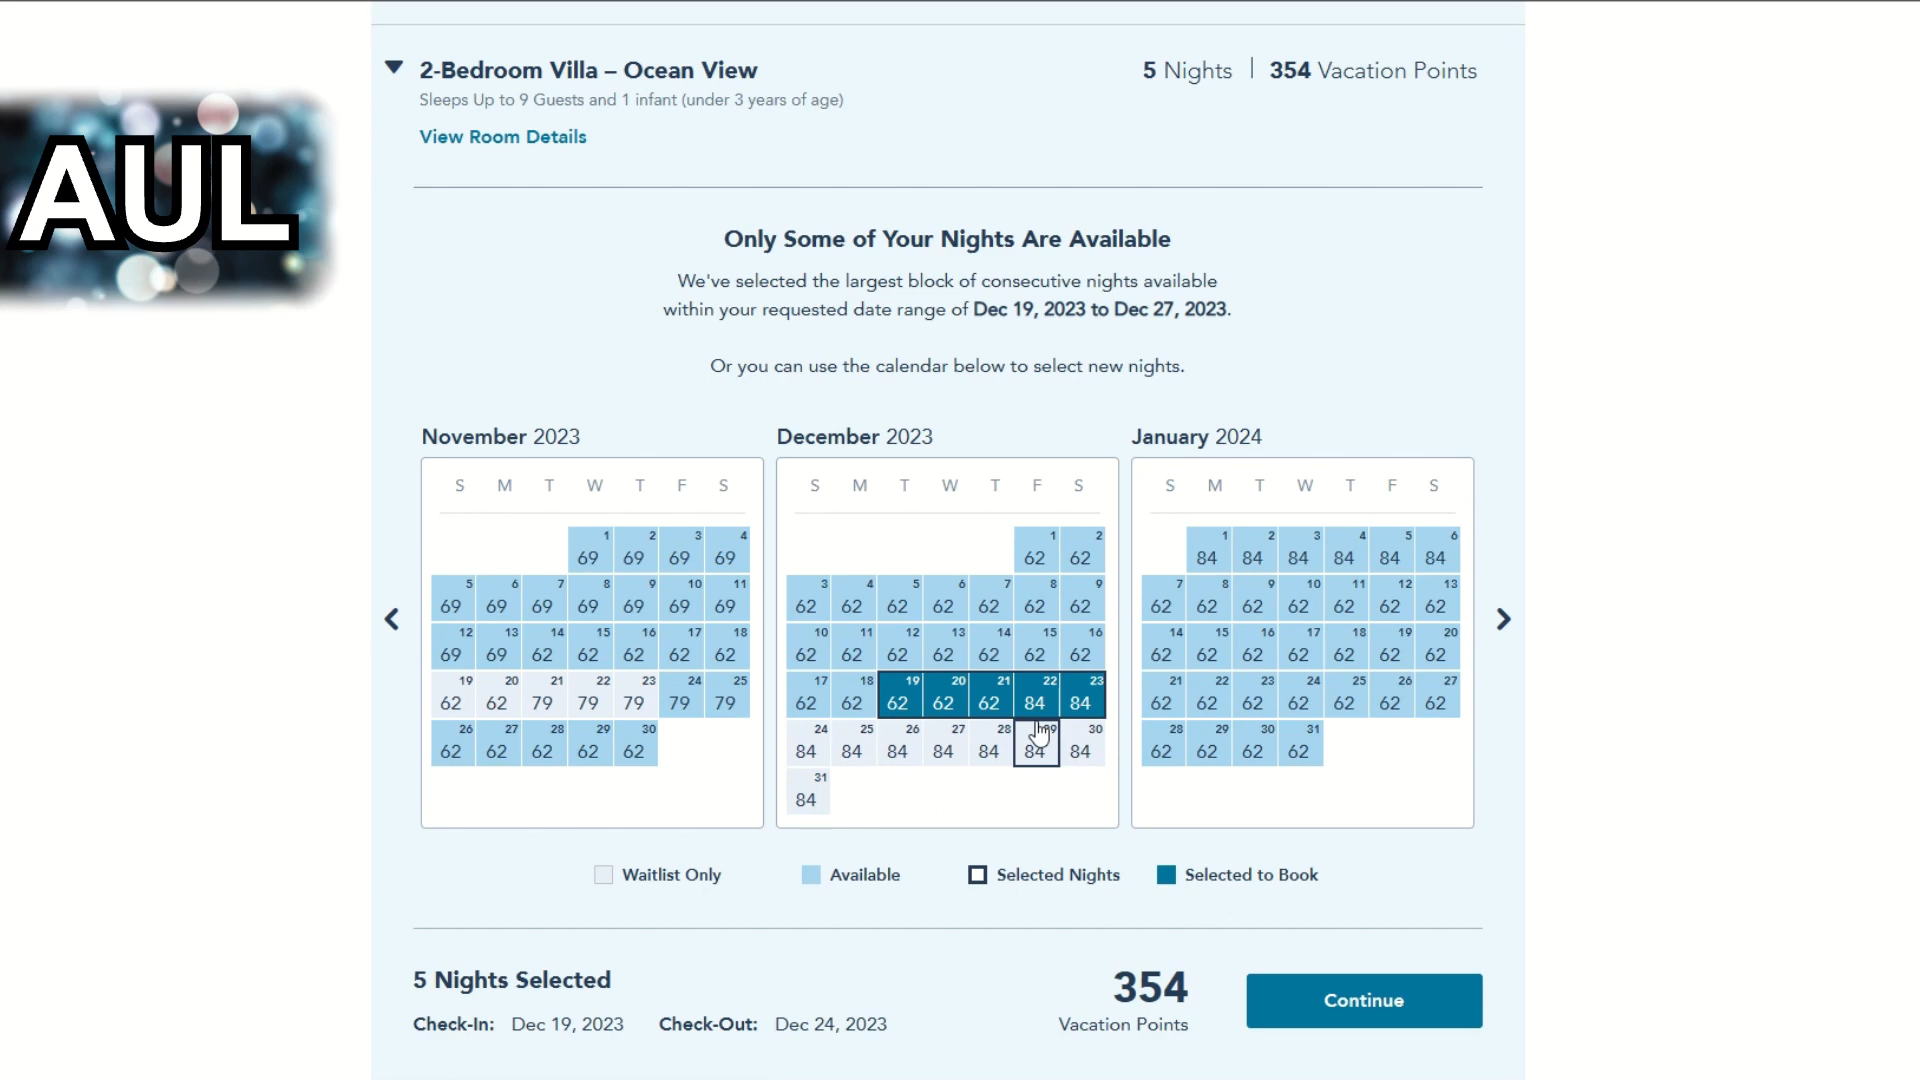 2-Bedroom Villa – Ocean View
5 Nights | 354 Vacation Points
Sleeps Up to 9 Guests and 1 infant (under 3 years of age)
View Room Details
AUL
Only Some of Your Nights Are Available
We've selected the largest block of consecutive nights available
within your requested date range of Dec 19, 2023 to Dec 27, 2023.
Or you can use the calendar below to select new nights.
November 2023
S M T W T F S
1 2 3 4
69 69 69 69
5 6 7 8 9 10 11
69 69 69 69 69 69 69
12 13 14 15 16 17 18
69 69 62 62 62 62 62
19 20 21 22 23 24 25
62 62 79 79 79 79 79
26 27 28 29 30
62 62 62 62 62
December 2023
S M T W T F S
1 2
62 62
3 4 5 6 7 8 9
62 62 62 62 62 62 62
10 11 12 13 14 15 16
62 62 62 62 62 62 62
17 18 19 20 21 22 23
62 62 62 62 62 84 84
24 25 26 27 28 29 30
84 84 84 84 84 84 84
31
84
January 2024
S M T W T F S
1 2 3 4 5 6
84 84 84 84 84 84
7 8 9 10 11 12 13
62 62 62 62 62 62 62
14 15 16 17 18 19 20
62 62 62 62 62 62 62
21 22 23 24 25 26 27
62 62 62 62 62 62 62
28 29 30 31
62 62 62 62
Waitlist Only Available Selected Nights Selected to Book
5 Nights Selected
Check-In: Dec 19, 2023 Check-Out: Dec 24, 2023
354
Vacation Points
Continue